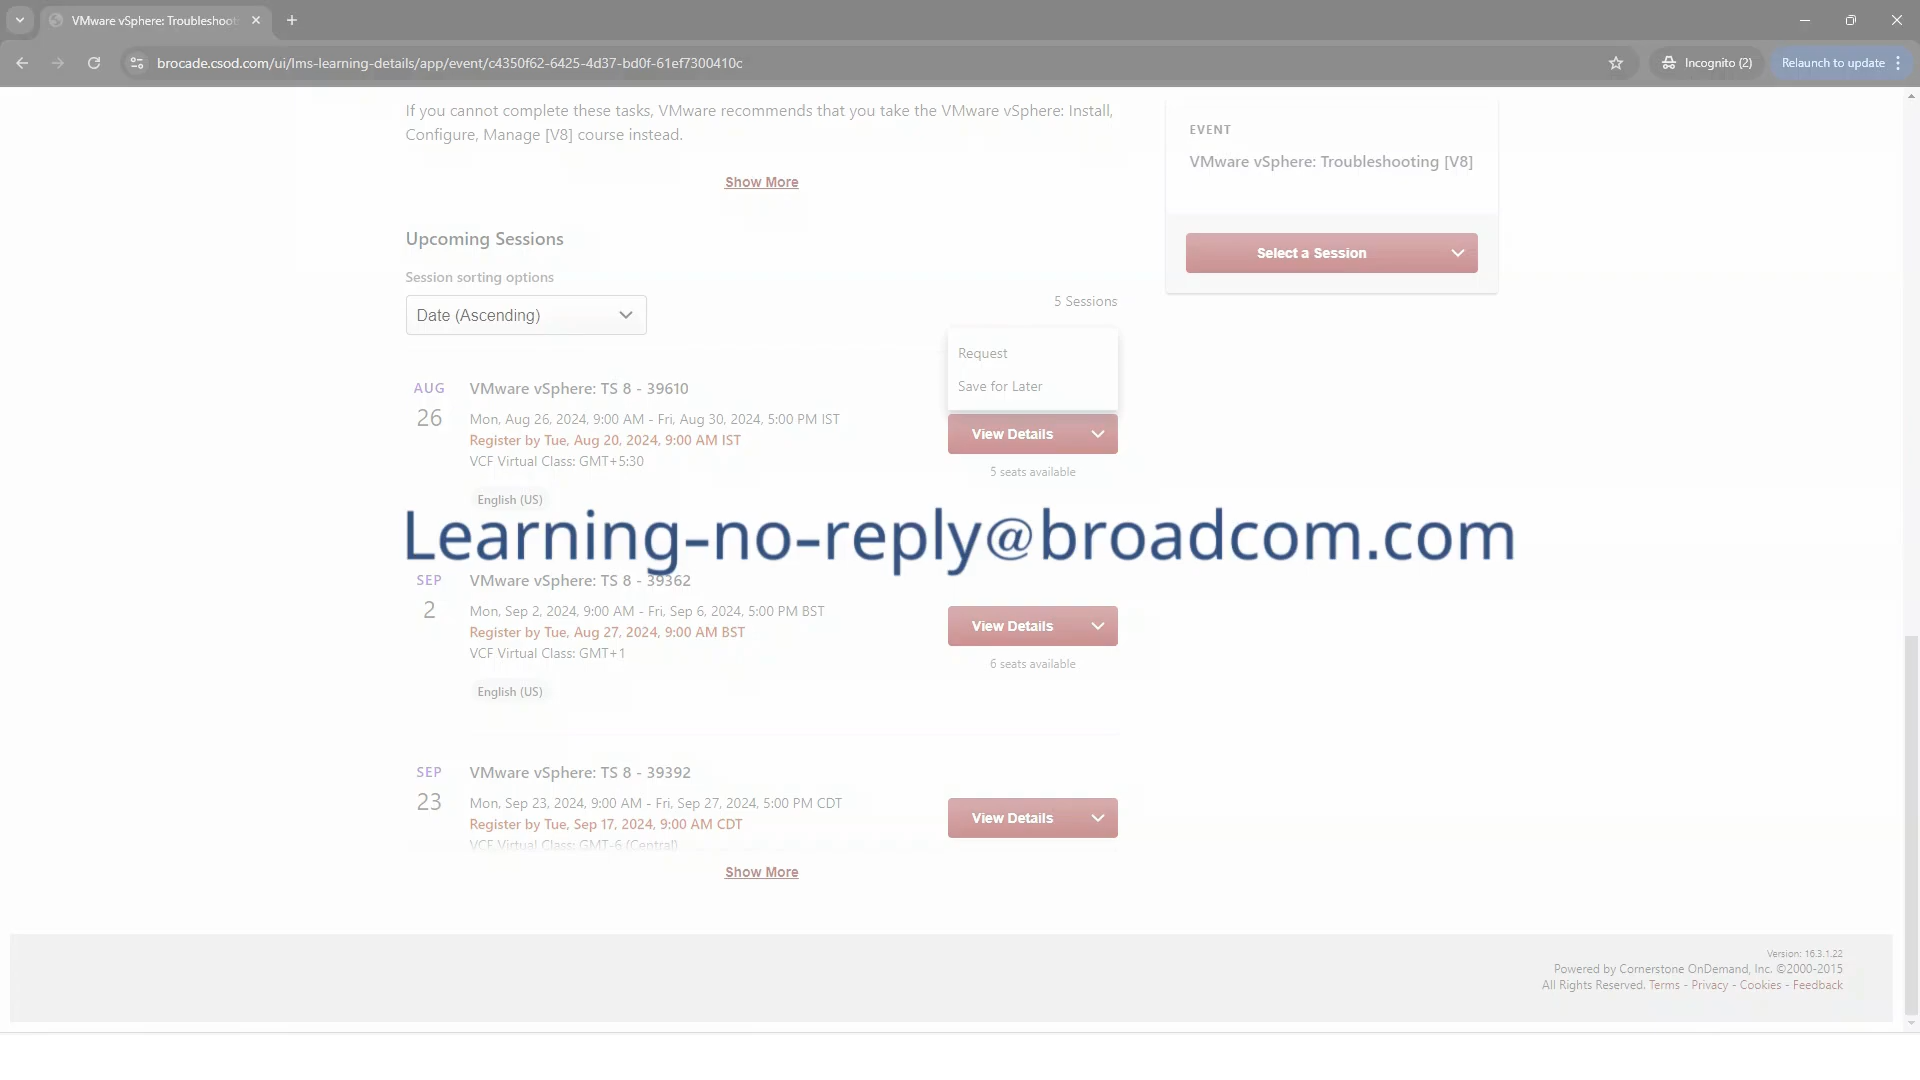 VMware vSphere: Troubleshoot
brocade.csod.com/ui/lms-learning-details/app/event/c4350f62-6425-4d37-bd0f-61ef7300410c
Incognito (2)
Relaunch to update
If you cannot complete these tasks, VMware recommends that you take the VMware vSphere: Install,
Configure, Manage [V8] course instead.
Show More
EVENT
VMware vSphere: Troubleshooting [V8]
Select a Session
Upcoming Sessions
Session sorting options
Date (Ascending)
5 Sessions
Request
Save for Later
AUG
26
VMware vSphere: TS 8 - 39610
Mon, Aug 26, 2024, 9:00 AM - Fri, Aug 30, 2024, 5:00 PM IST
Register by Tue, Aug 20, 2024, 9:00 AM IST
VCF Virtual Class: GMT+5:30
English (US)
View Details
5 seats available
Learning-no-reply@broadcom.com
SEP
2
VMware vSphere: TS 8 - 39362
Mon, Sep 2, 2024, 9:00 AM - Fri, Sep 6, 2024, 5:00 PM BST
Register by Tue, Aug 27, 2024, 9:00 AM BST
VCF Virtual Class: GMT+1
English (US)
View Details
6 seats available
SEP
23
VMware vSphere: TS 8 - 39392
Mon, Sep 23, 2024, 9:00 AM - Fri, Sep 27, 2024, 5:00 PM CDT
Register by Tue, Sep 17, 2024, 9:00 AM CDT
VCF Virtual Class: GMT-6 (Central)
View Details
Show More
Version: 16.3.1.22
Powered by Cornerstone OnDemand, Inc. ©2000-2015
All Rights Reserved. Terms - Privacy - Cookies - Feedback